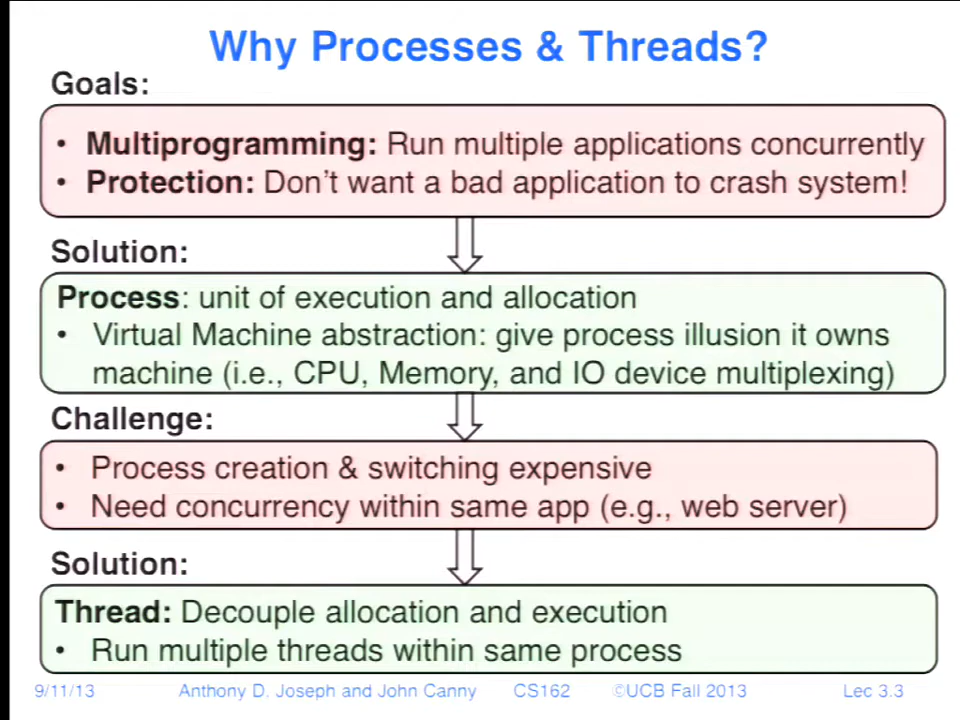 Why Processes & Threads?
Goals:
• Multiprogramming: Run multiple applications concurrently
• Protection: Don't want a bad application to crash system!
Solution:
Process: unit of execution and allocation
• Virtual Machine abstraction: give process illusion it owns
machine (i.e., CPU, Memory, and IO device multiplexing)
Challenge:
• Process creation & switching expensive
• Need concurrency within same app (e.g., web server)
Solution:
Thread: Decouple allocation and execution
• Run multiple threads within same process
9/11/13 Anthony D. Joseph and John Canny CS162 ©UCB Fall 2013 Lec 3.3